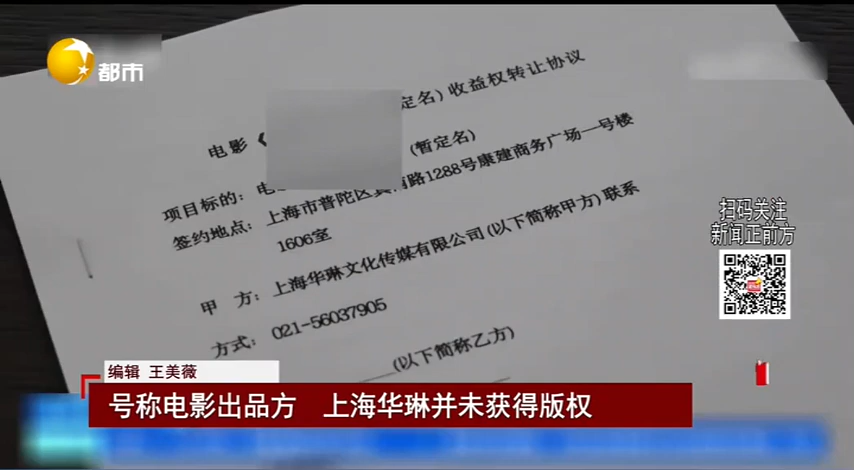 都市
电影《 定名)收益权转让协议
项目标的: 电 (暂定名)
签约地点: 上海市普陀区真南路1288号康建商务广场一号楼
1606室
甲 方: 上海华琳文化传媒有限公司(以下简称甲方)联系
方式: 021-56037905
(以下简称乙方)
扫码关注
新闻正前方
编辑 王美薇
号称电影出品方 上海华琳并未获得版权